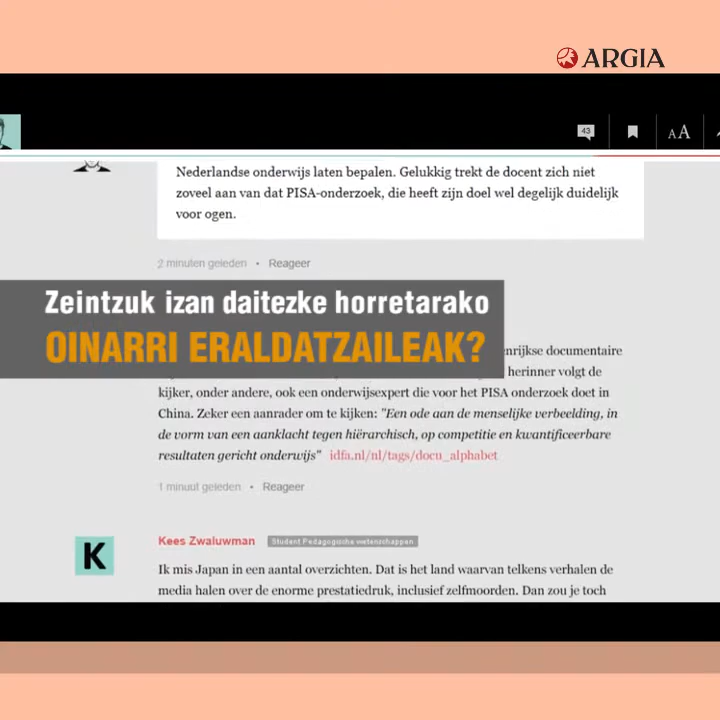 ARGIA
43
AA
Nederlandse onderwijs laten bepalen. Gelukkig trekt de docent zich niet
zoveel aan van dat PISA-onderzoek, die heeft zijn doel wel degelijk duidelijk
voor ogen.
2 minuten geleden • Reageer
Zeintzuk izan daitezke horretarako
OINARRI ERALDATZAILEAK?
nrijkse documentaire
herinner volgt de
kijker, onder andere, ook een onderwijsexpert die voor het PISA onderzoek doet in
China. Zeker een aanrader om te kijken: "Een ode aan de menselijke verbeelding, in
de vorm van een aanklacht tegen hiërarchisch, op competitie en kwantificeerbare
resultaten gericht onderwijs" idfa.nl/nl/tags/docu_alphabet
1 minuut geleden • Reageer
K
Kees Zwaluwman Student Pedagogische wetenschappen
Ik mis Japan in een aantal overzichten. Dat is het land waarvan telkens verhalen de
media halen over de enorme prestatiedruk, inclusief zelfmoorden. Dan zou je toch